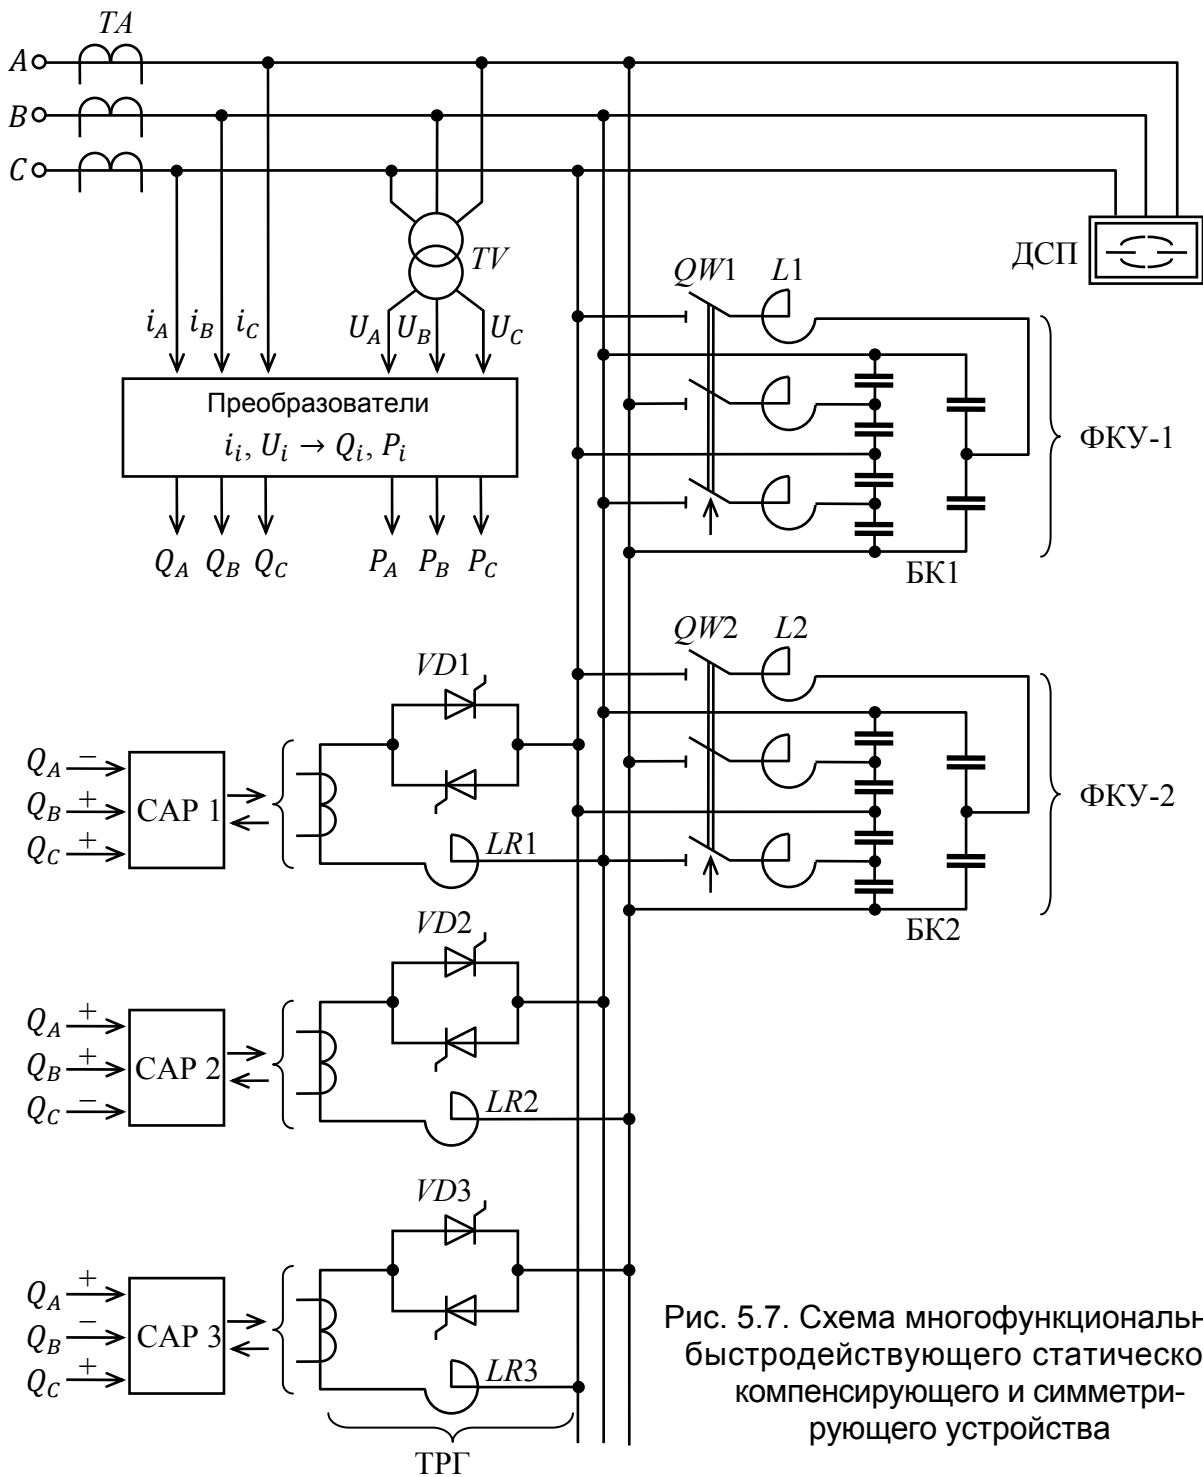 TA
A
B
C
ДСП
TV
QW1 L1
i_A i_B i_C U_A U_B U_C
Преобразователи
i_i, U_i → Q_i, P_i
ФКУ-1
Q_A Q_B Q_C P_A P_B P_C
БК1
QW2 L2
VD1
Q_A −
Q_B +
Q_C +
САР 1
LR1
ФКУ-2
БК2
VD2
Q_A +
Q_B +
Q_C −
САР 2
LR2
VD3
Q_A +
Q_B −
Q_C +
САР 3
LR3
ТРГ
Рис. 5.7. Схема многофункциональн
быстродействующего статическо
компенсирующего и симметри-
рующего устройства